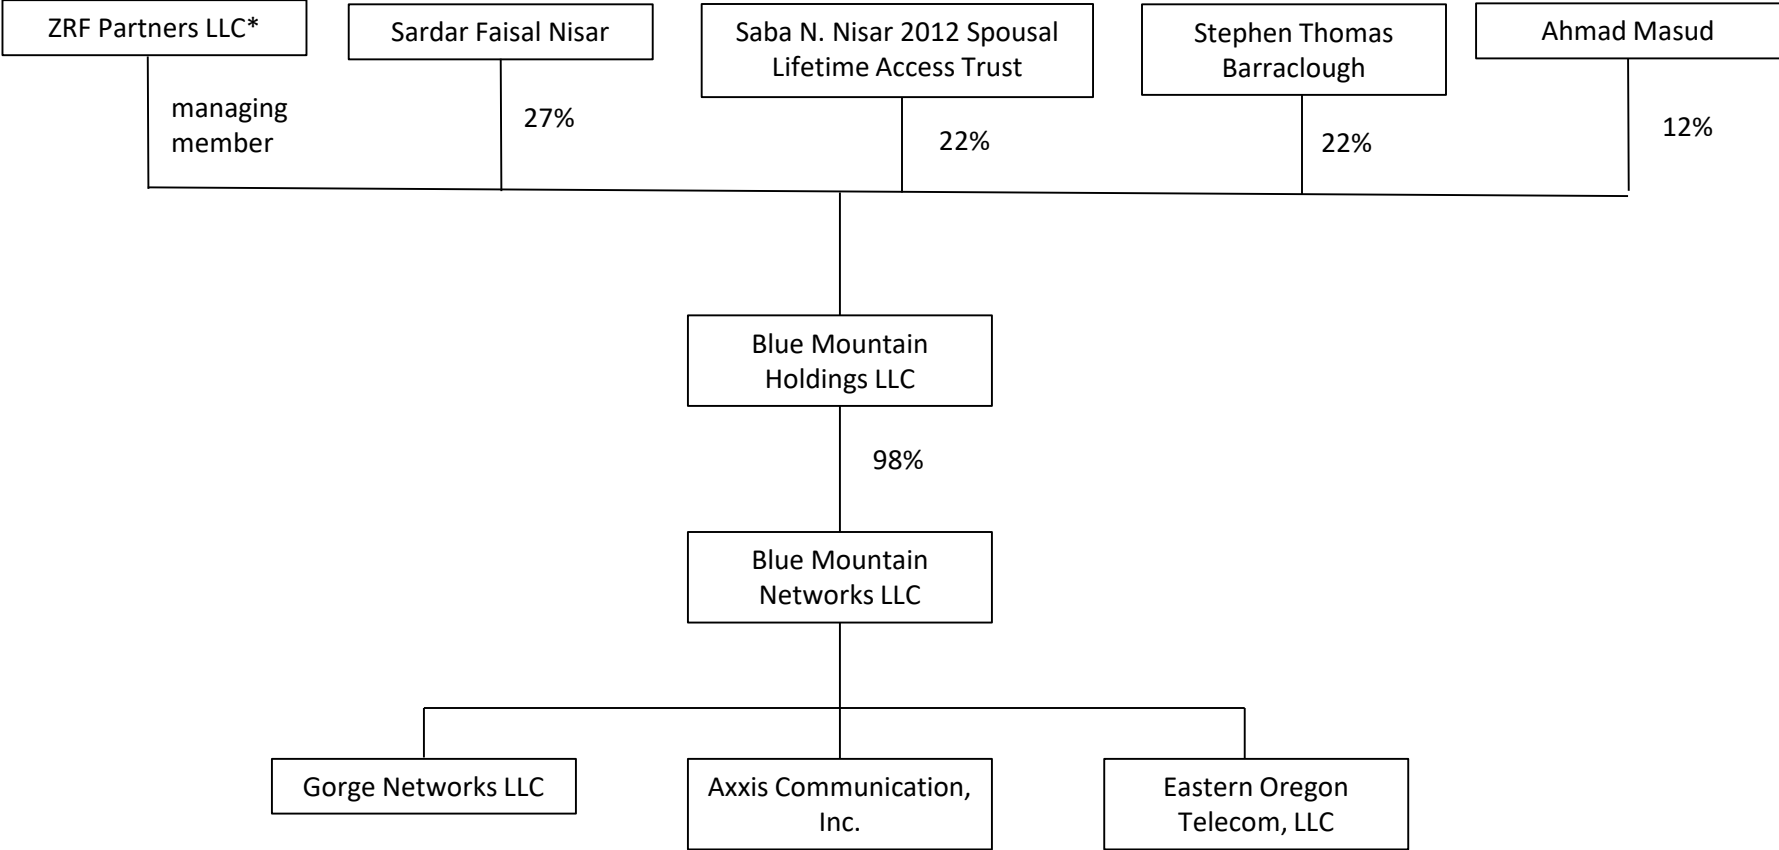 ZRF Partners LLC*
Sardar Faisal Nisar
Saba N. Nisar 2012 Spousal
Lifetime Access Trust
Stephen Thomas
Barraclough
Ahmad Masud
managing
member
27%
22%
22%
12%
Blue Mountain
Holdings LLC
98%
Blue Mountain
Networks LLC
Gorge Networks LLC
Axxis Communication,
Inc.
Eastern Oregon
Telecom, LLC